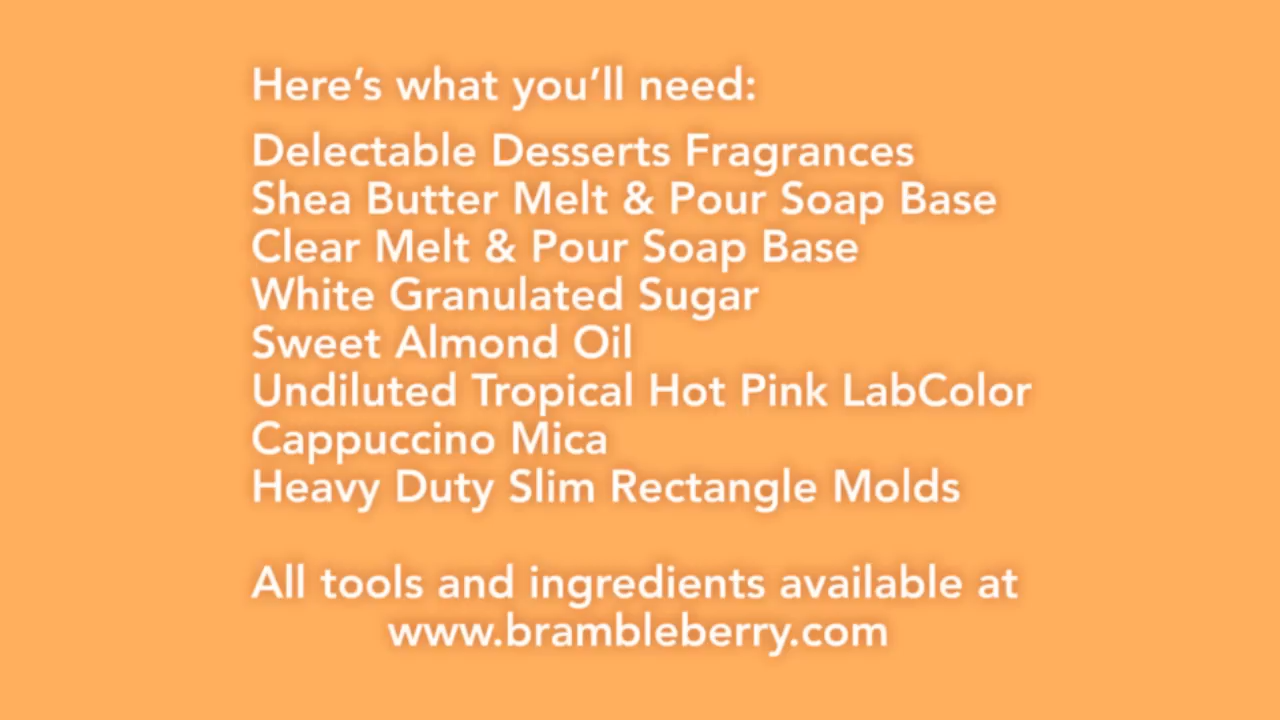 Here’s what you’ll need:
Delectable Desserts Fragrances
Shea Butter Melt & Pour Soap Base
Clear Melt & Pour Soap Base
White Granulated Sugar
Sweet Almond Oil
Undiluted Tropical Hot Pink LabColor
Cappuccino Mica
Heavy Duty Slim Rectangle Molds
All tools and ingredients available at
www.brambleberry.com